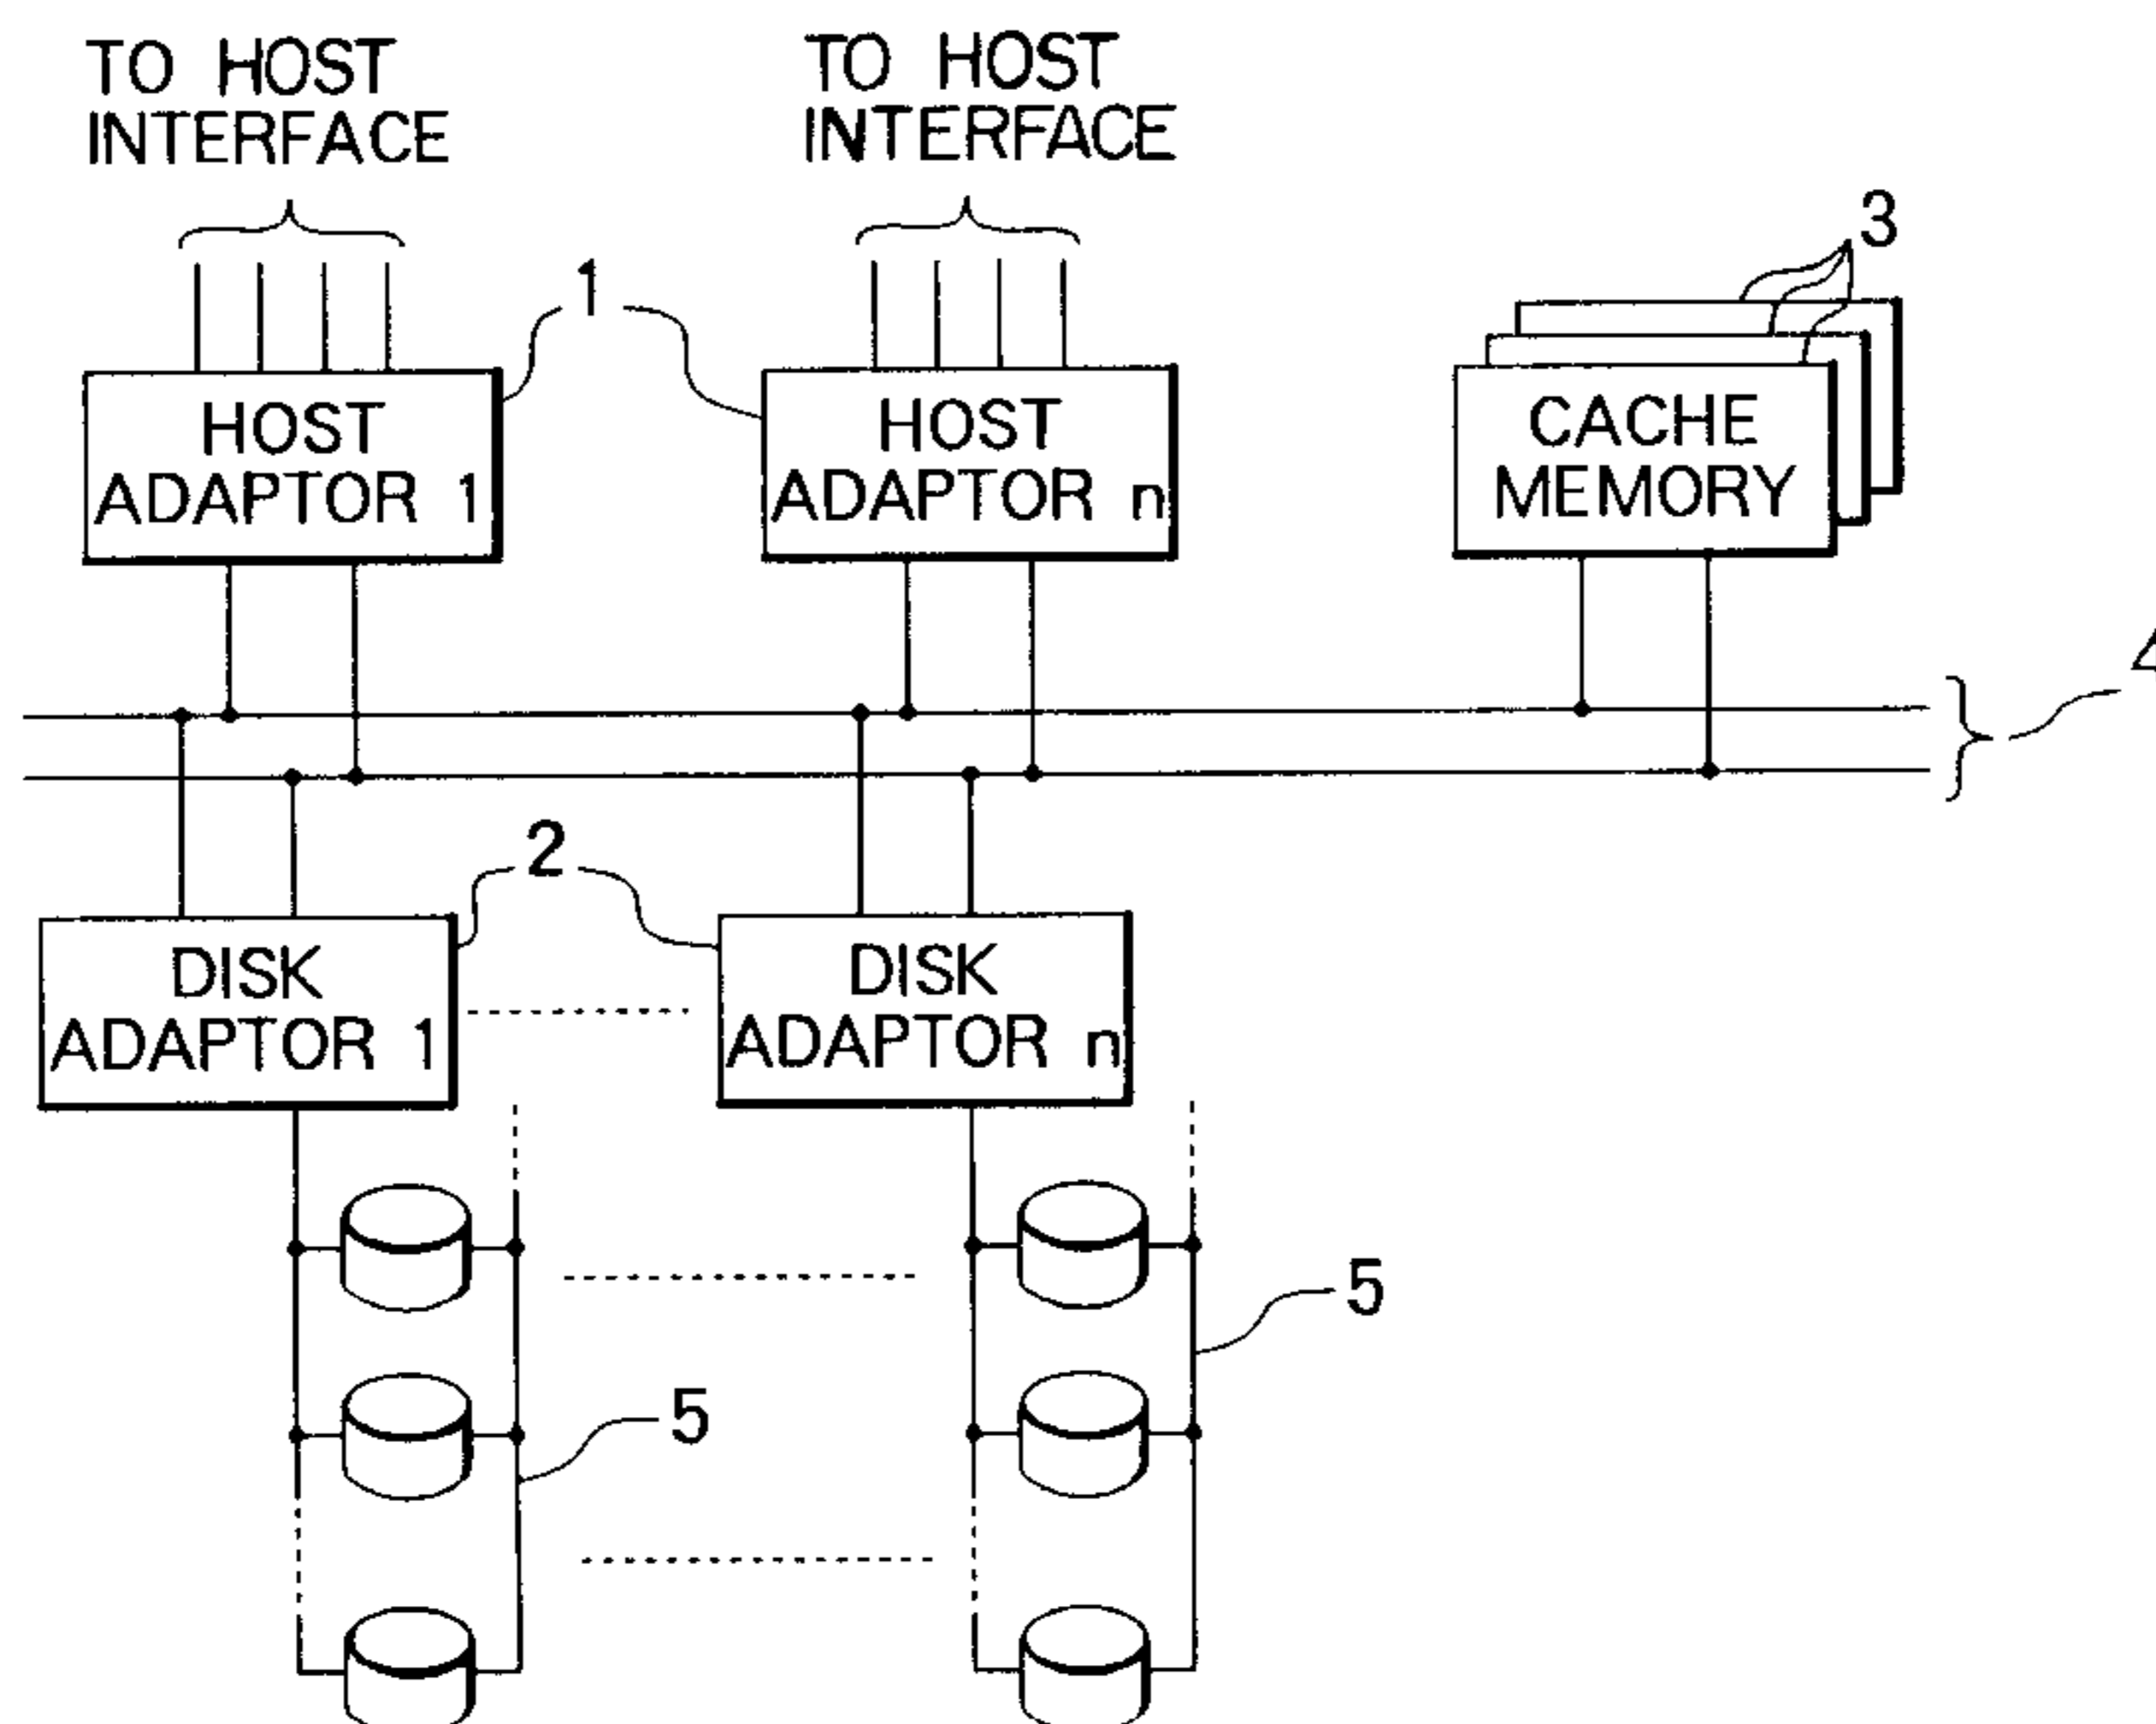 TO HOST
INTERFACE
TO HOST
INTERFACE
3
1
HOST
ADAPTOR 1
HOST
ADAPTOR n
CACHE
MEMORY
4
2
DISK
ADAPTOR 1
DISK
ADAPTOR n
5
5